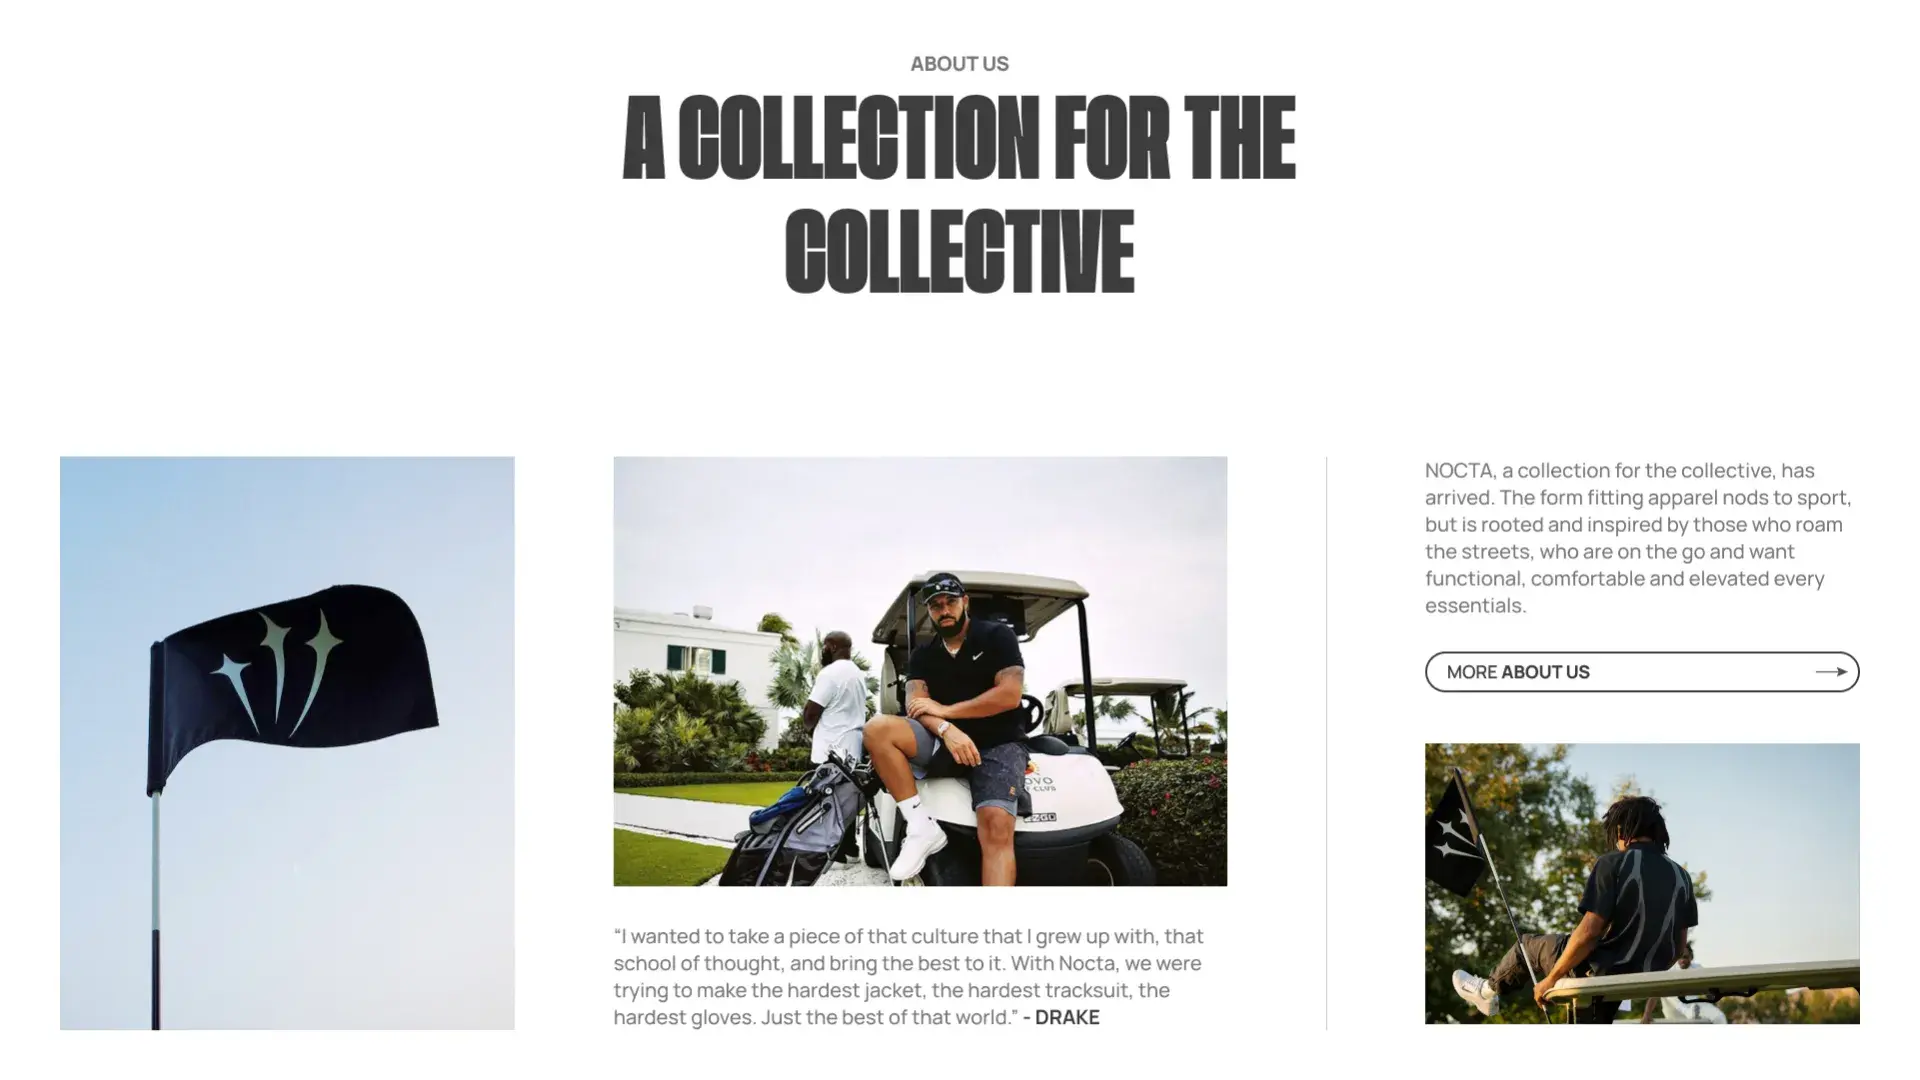 ABOUT US
A COLLECTION FOR THE
COLLECTIVE
“I wanted to take a piece of that culture that I grew up with, that
school of thought, and bring the best to it. With Nocta, we were
trying to make the hardest jacket, the hardest tracksuit, the
hardest gloves. Just the best of that world.” - DRAKE
NOCTA, a collection for the collective, has
arrived. The form fitting apparel nods to sport,
but is rooted and inspired by those who roam
the streets, who are on the go and want
functional, comfortable and elevated every
essentials.
MORE ABOUT US
OVO
CLUB